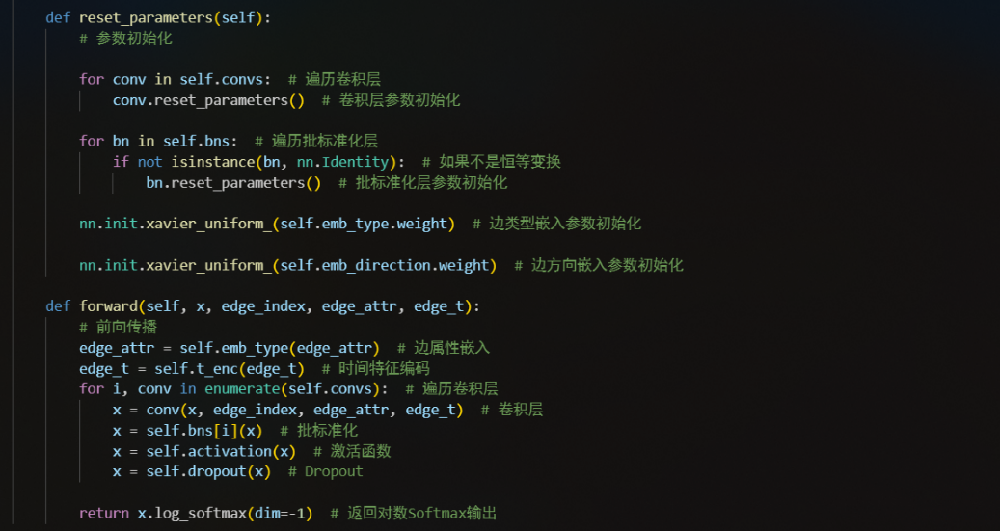 def reset_parameters(self):
# 参数初始化
for conv in self.convs:  # 遍历卷积层
conv.reset_parameters()  # 卷积层参数初始化
for bn in self.bns:  # 遍历批标准化层
if not isinstance(bn, nn.Identity):  # 如果不是恒等变换
bn.reset_parameters()  # 批标准化层参数初始化
nn.init.xavier_uniform_(self.emb_type.weight)  # 边类型嵌入参数初始化
nn.init.xavier_uniform_(self.emb_direction.weight)  # 边方向嵌入参数初始化
def forward(self, x, edge_index, edge_attr, edge_t):
# 前向传播
edge_attr = self.emb_type(edge_attr)  # 边属性嵌入
edge_t = self.t_enc(edge_t)  # 时间特征编码
for i, conv in enumerate(self.convs):  # 遍历卷积层
x = conv(x, edge_index, edge_attr, edge_t)  # 卷积层
x = self.bns[i](x)  # 批标准化
x = self.activation(x)  # 激活函数
x = self.dropout(x)  # Dropout
return x.log_softmax(dim=-1)  # 返回对数Softmax输出